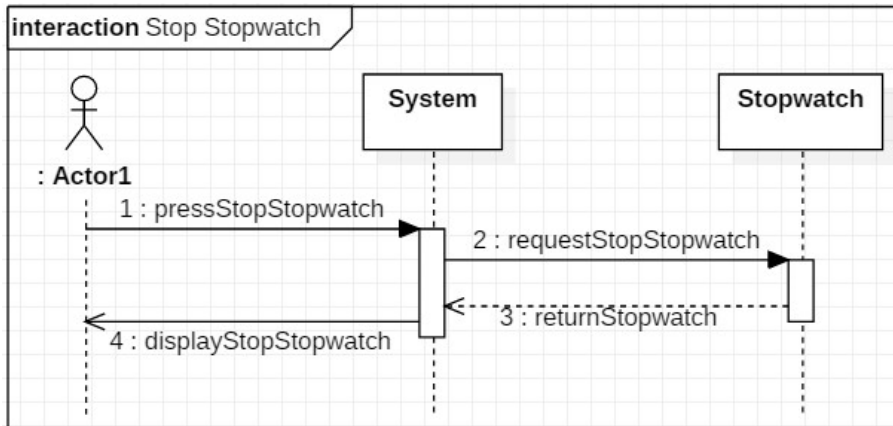 interaction Stop Stopwatch
System
Stopwatch
: Actor1
1 : pressStopStopwatch
2 : requestStopStopwatch
3 : returnStopwatch
4 : displayStopStopwatch